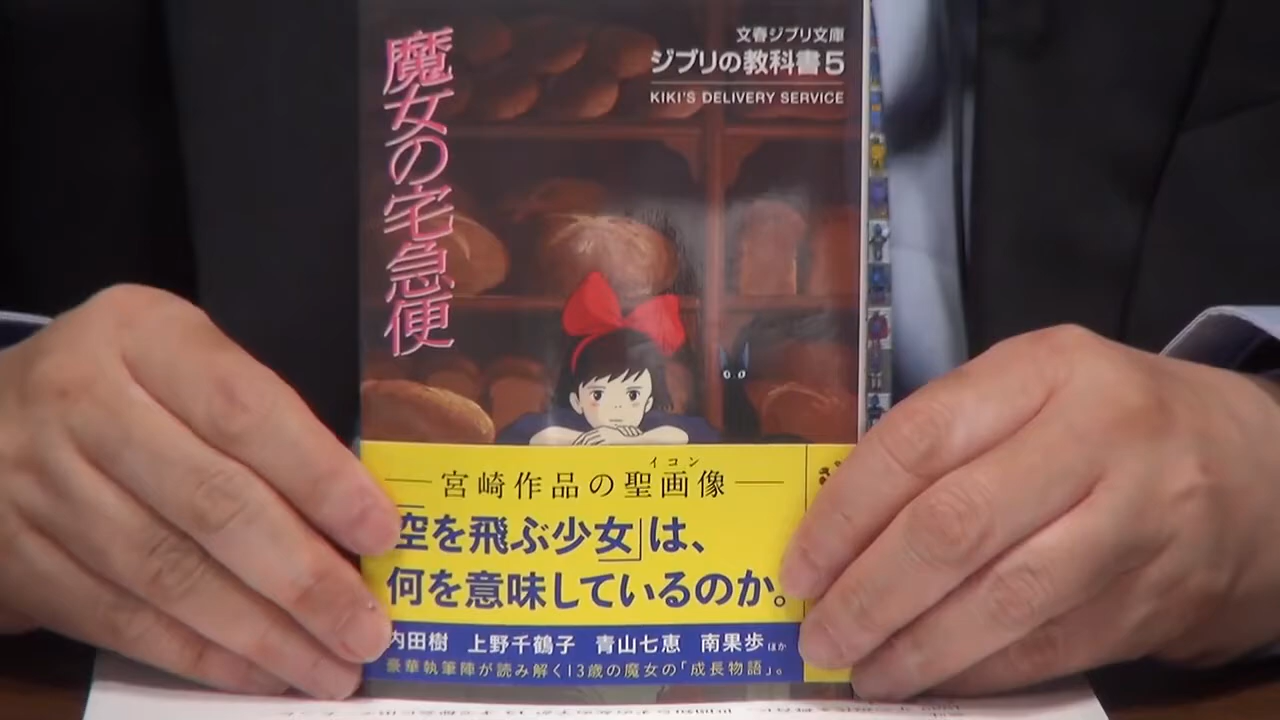 魔女の宅急便
文春ジブリ文庫
ジブリの教科書5
KIKI'S DELIVERY SERVICE
イコン
宮崎作品の聖画像
「空を飛ぶ少女」は、
何を意味しているのか。
内田樹 上野千鶴子 青山七恵 南果歩 ほか
豪華執筆陣が読み解く13歳の魔女の「成長物語」。